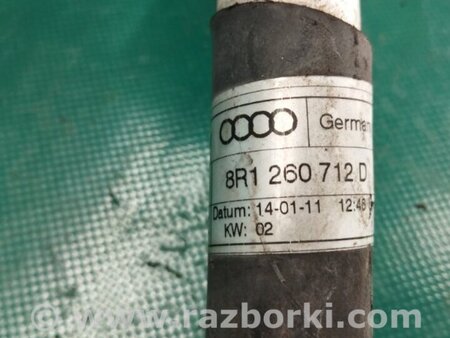 German
8R1 260 712 D
Datum: 14-01-11 12:48
KW: 02
www.razborki.com